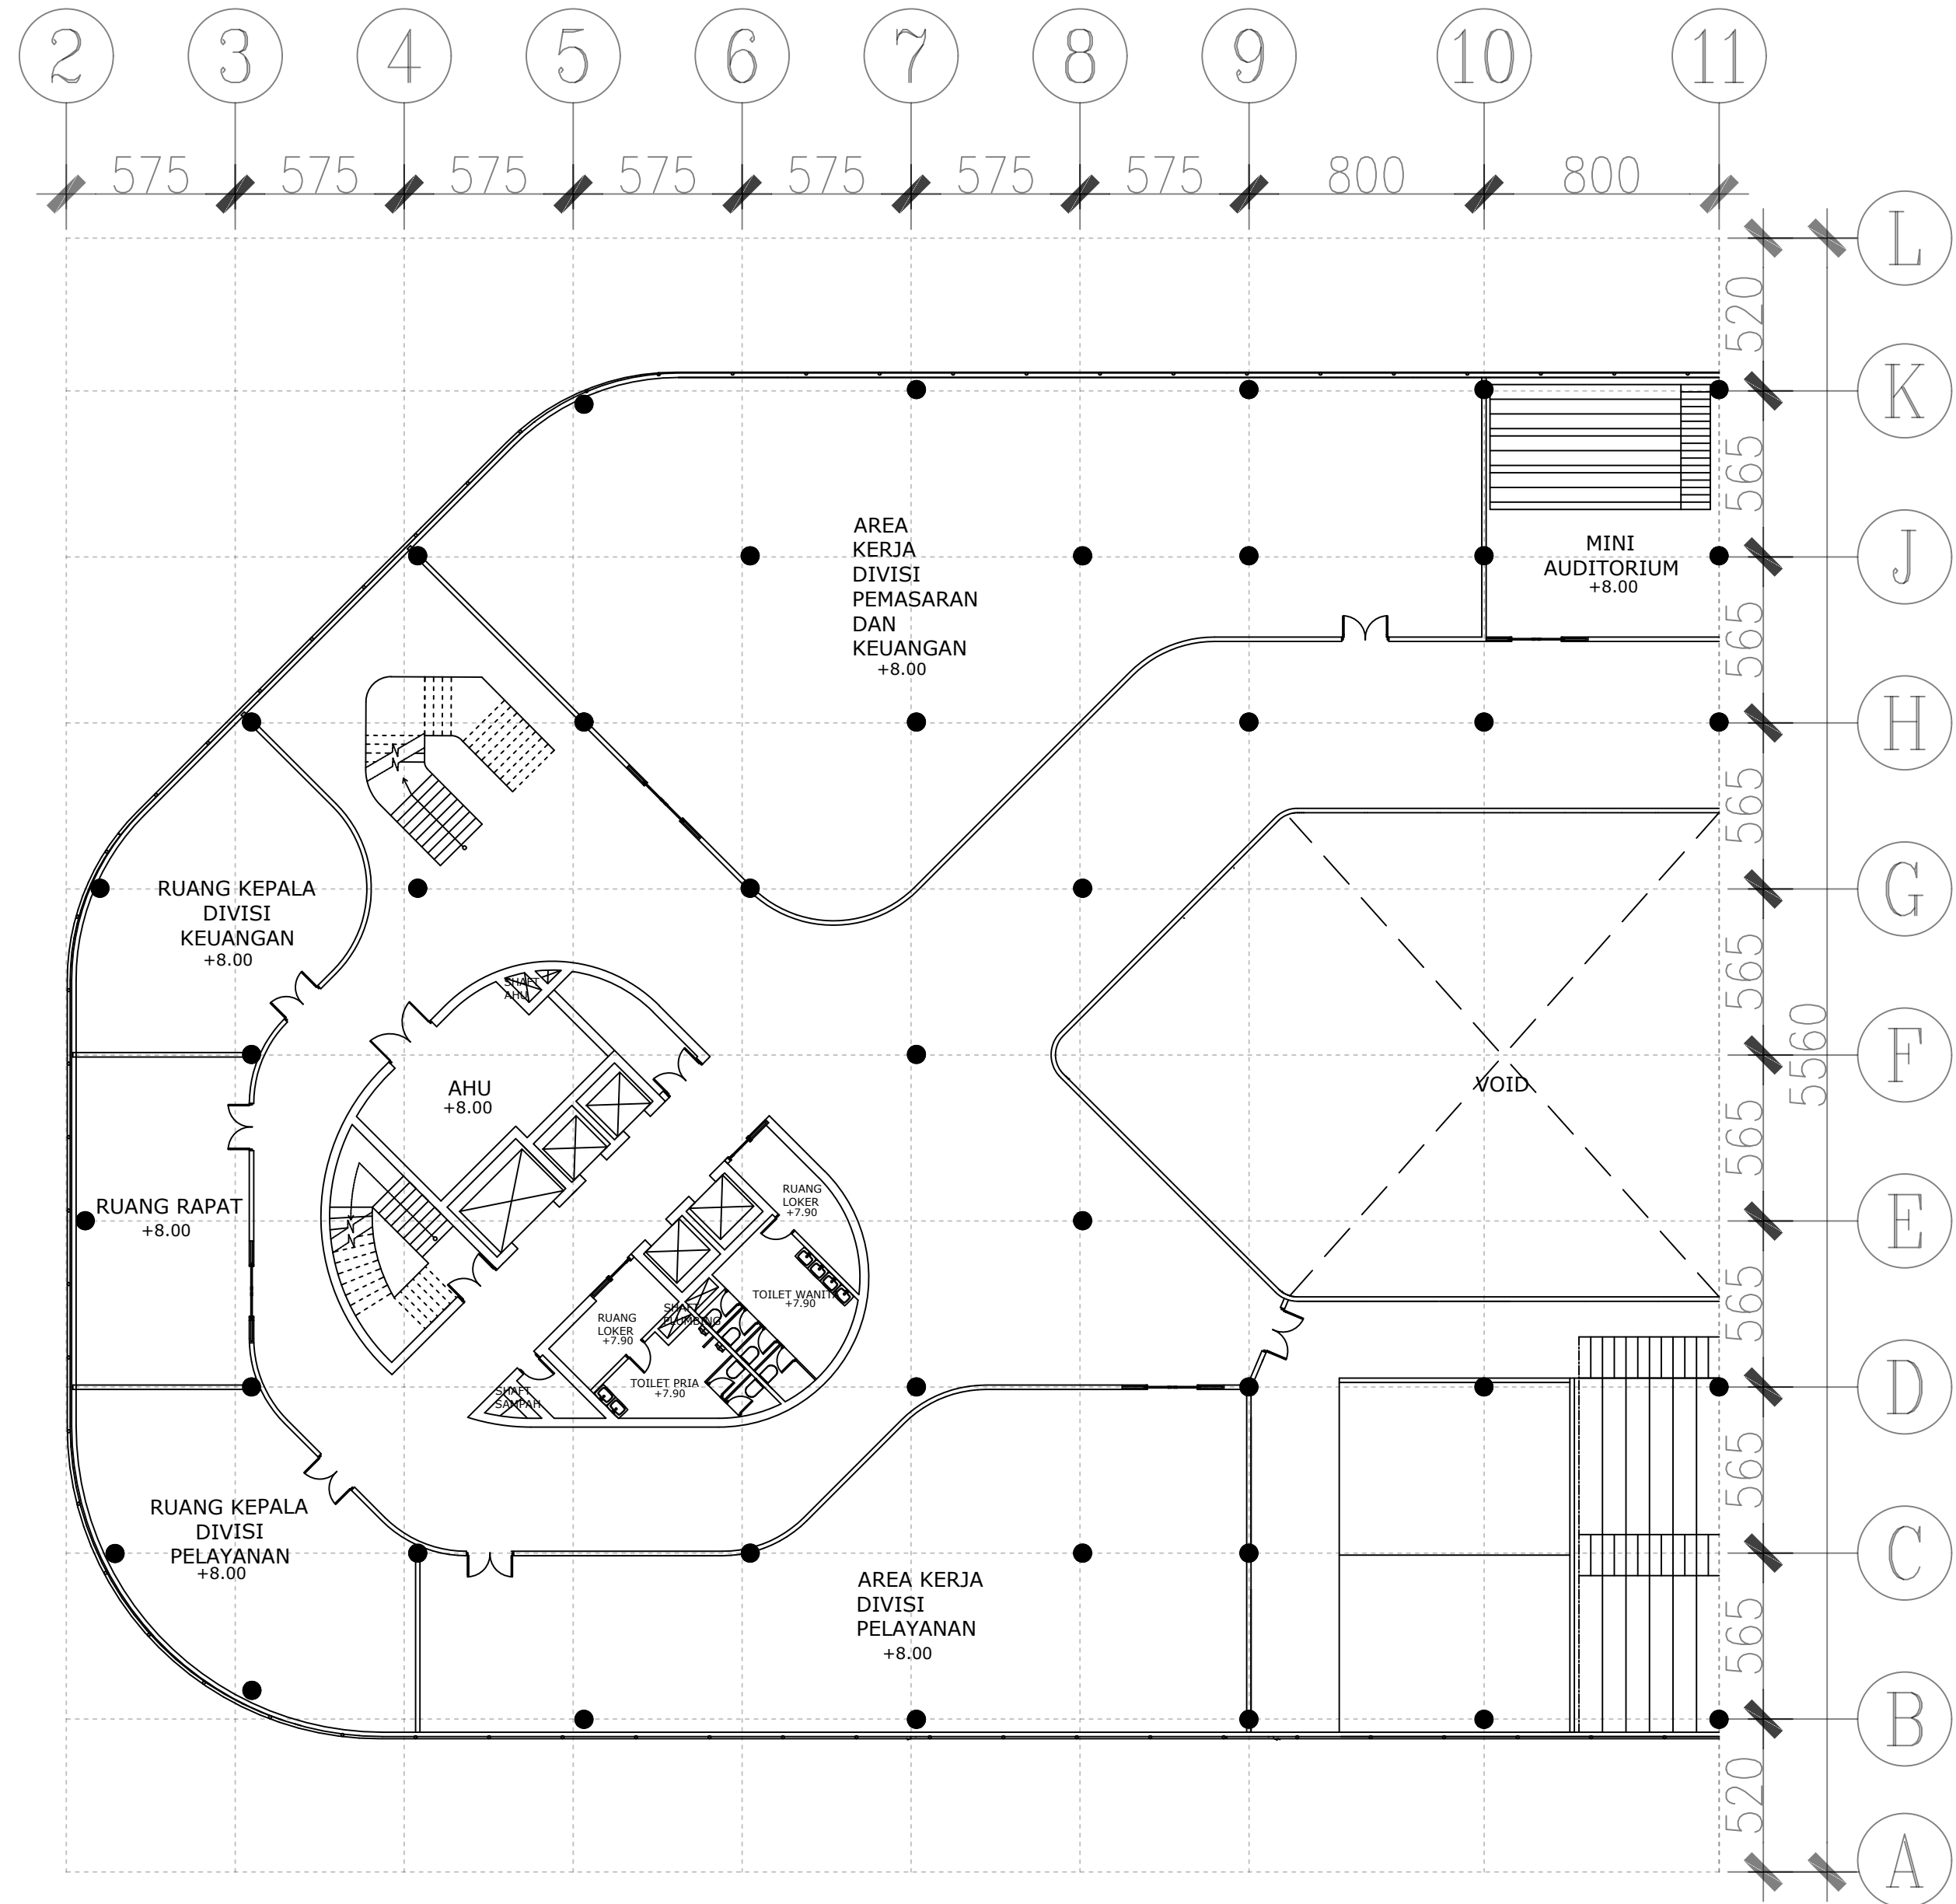 2 3 4 5 6 7 8 9 10 11
575 575 575 575 575 575 575 800 800
L
520
K
565
J
565
H
565
G
565
F
5560
565
E
565
D
565
C
565
B
520
A
AREA
KERJA
DIVISI
PEMASARAN
DAN
KEUANGAN
+8.00
MINI
AUDITORIUM
+8.00
RUANG KEPALA
DIVISI
KEUANGAN
+8.00
SHAFT
AHU
AHU
+8.00
VOID
RUANG RAPAT
+8.00
RUANG
LOKER
+7.90
TOILET WANITA
+7.90
SHAFT
PLUMBING
RUANG
LOKER
+7.90
TOILET PRIA
+7.90
SHAFT
SAMPAH
RUANG KEPALA
DIVISI
PELAYANAN
+8.00
AREA KERJA
DIVISI
PELAYANAN
+8.00